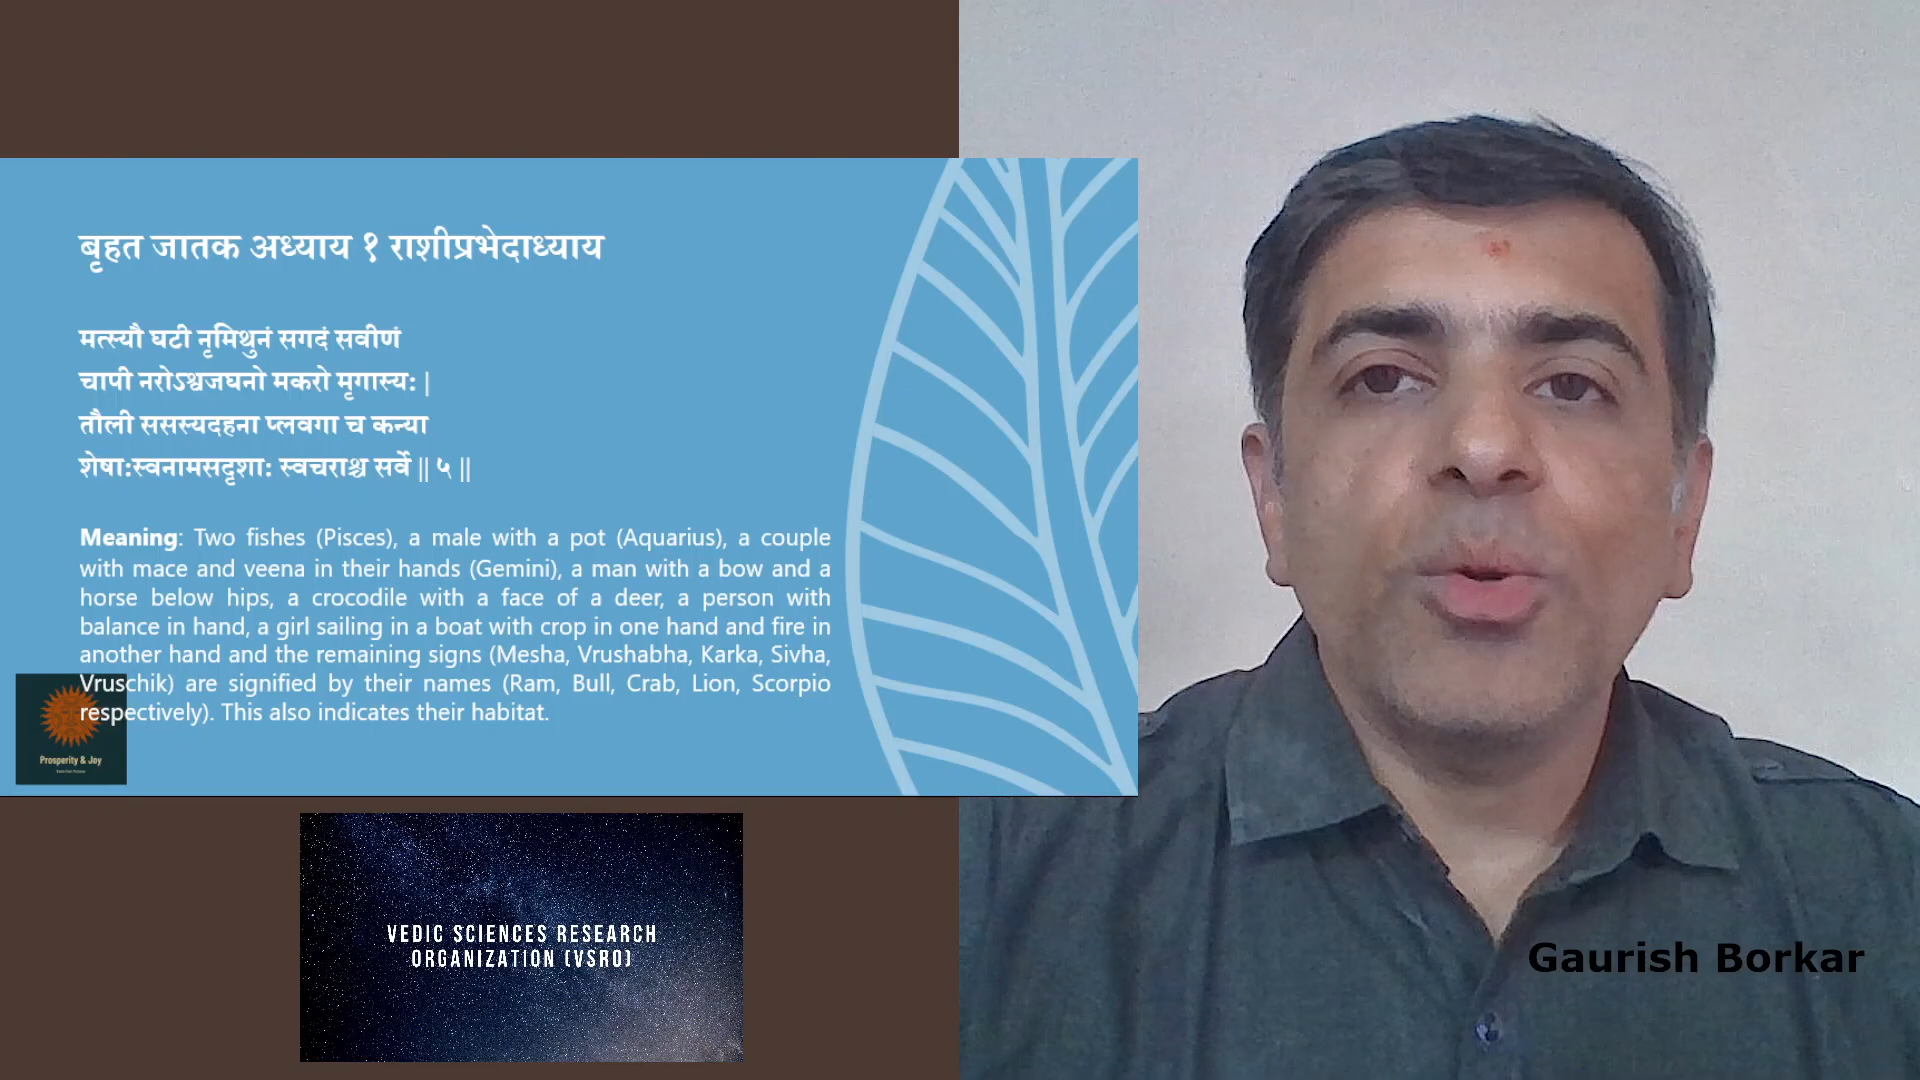 बृहत जातक अध्याय १ राशीप्रभेदाध्याय
मत्स्यौ घटी नृमिथुनं सगदं सवीणं
चापी नरोऽश्वजघनो मकरो मृगास्यः |
तौली ससस्यदहना प्लवगा च कन्या
शेषाःस्वनामसदृशाः स्वचराश्च सर्वे || ५ ||
Meaning: Two fishes (Pisces), a male with a pot (Aquarius), a couple
with mace and veena in their hands (Gemini), a man with a bow and a
horse below hips, a crocodile with a face of a deer, a person with
balance in hand, a girl sailing in a boat with crop in one hand and fire in
another hand and the remaining signs (Mesha, Vrushabha, Karka, Sivha,
Vruschik) are signified by their names (Ram, Bull, Crab, Lion, Scorpio
respectively). This also indicates their habitat.
Prosperity & Joy
VEDIC SCIENCES RESEARCH
ORGANIZATION (VSRO)
Gaurish Borkar